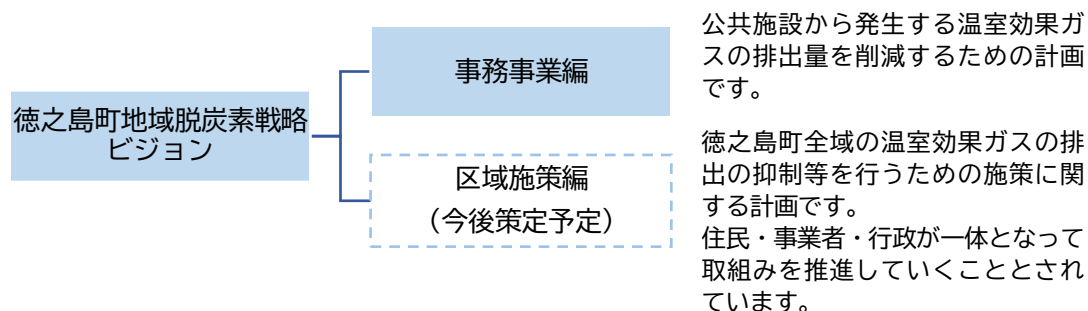 徳之島町地域脱炭素戦略
ビジョン
事務事業編
公共施設から発生する温室効果ガ
スの排出量を削減するための計画
です。
区域施策編
（今後策定予定）
徳之島町全域の温室効果ガスの排
出の抑制等を行うための施策に関
する計画です。
住民・事業者・行政が一体となって
取組みを推進していくこととされ
ています。